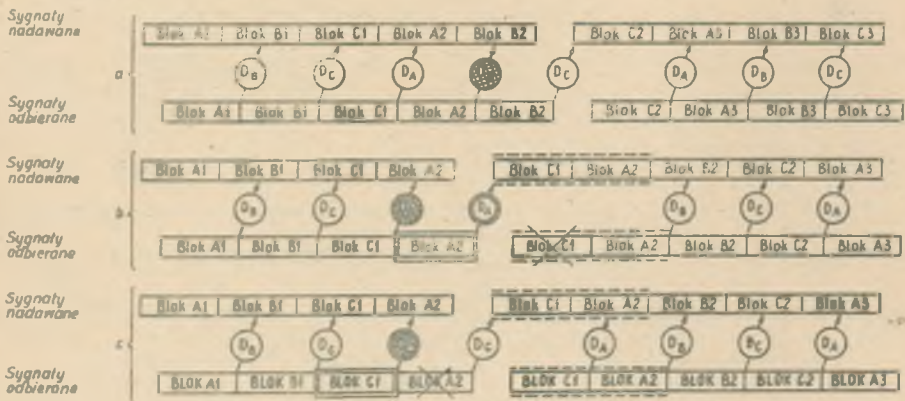 Sygnały nadawane
Blok A1 Blok B1 Blok C1 Blok A2 Blok B2 Blok C2 Blok A3 Blok B3 Blok C3
a
D_B D_C D_A D_C D_A D_B D_C
Sygnały odbierane
Blok A1 Blok B1 Blok C1 Blok A2 Blok B2 Blok C2 Blok A3 Blok B3 Blok C3
Sygnały nadawane
Blok A1 Blok B1 Blok C1 Blok A2 Blok C1 Blok A2 Blok B2 Blok C2 Blok A3
b
D_B D_C D_A D_B D_C D_A
Sygnały odbierane
Blok A1 Blok B1 Blok C1 Blok A2 Blok C1 Blok A2 Blok B2 Blok C2 Blok A3
Sygnały nadawane
Blok A1 Blok B1 Blok C1 Blok A2 Blok C1 Blok A2 Blok B2 Blok C2 Blok A3
c
D_B D_C D_C D_A D_B B_C D_A
Sygnały odbierane
BLOK A1 BLOK B1 BLOK C1 BLOK A2 BLOK C1 BLOK A2 BLOK B2 BLOK C2 BLOK A3